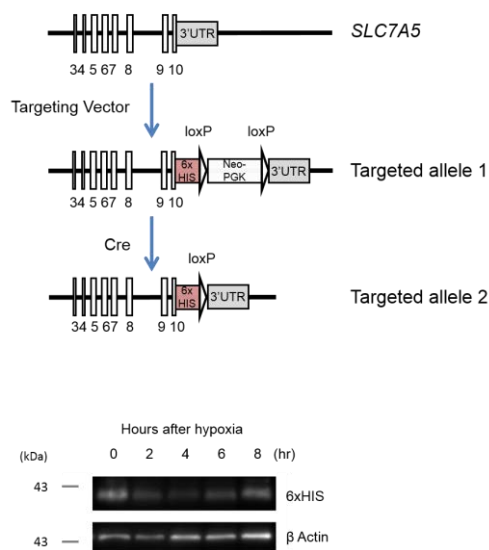 3'UTR
SLC7A5
34 5 67 8 9 10
Targeting Vector
loxP loxP
6x
HIS
Neo-
PGK
3'UTR
Targeted allele 1
34 5 67 8 9 10
Cre
loxP
6x
HIS
3'UTR
Targeted allele 2
34 5 67 8 9 10
Hours after hypoxia
(kDa) 0 2 4 6 8 (hr)
43
6xHIS
43
β Actin